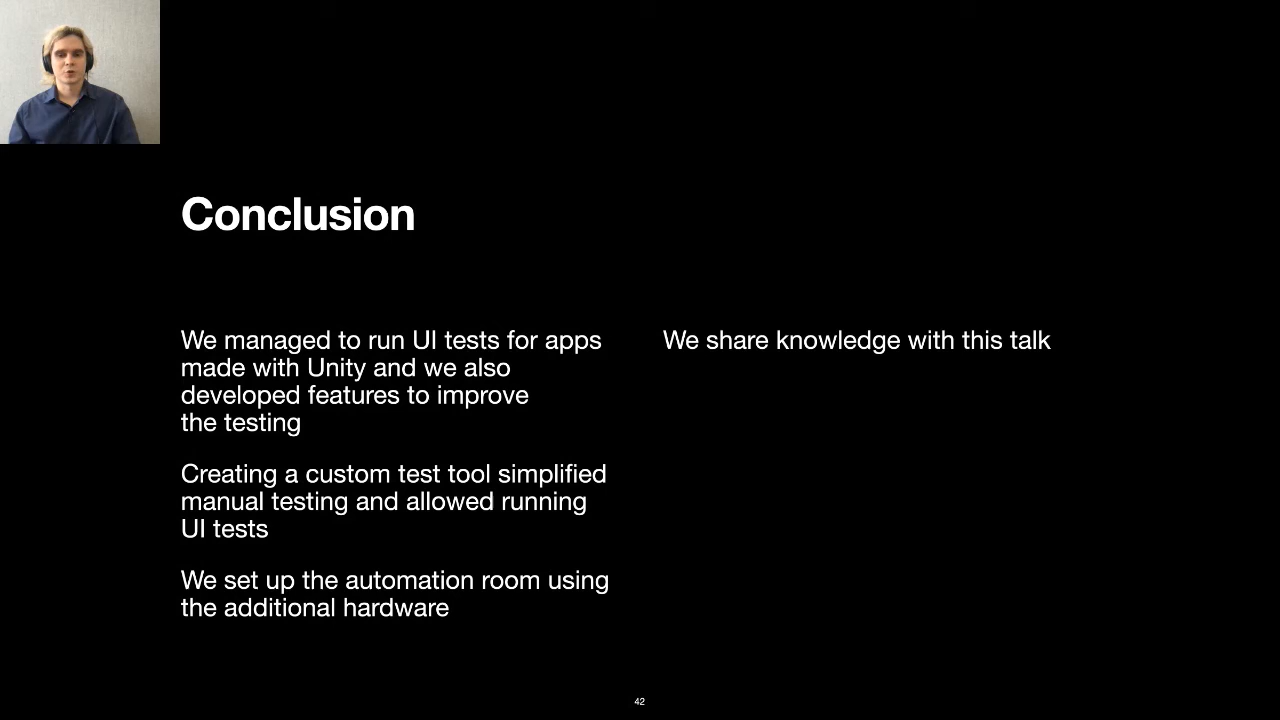 Conclusion
We managed to run UI tests for apps
made with Unity and we also
developed features to improve
the testing
Creating a custom test tool simplified
manual testing and allowed running
UI tests
We set up the automation room using
the additional hardware
We share knowledge with this talk
42